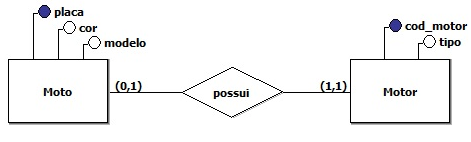 placa
cor
modelo
cod_motor
tipo
Moto
(0,1)
possui
(1,1)
Motor